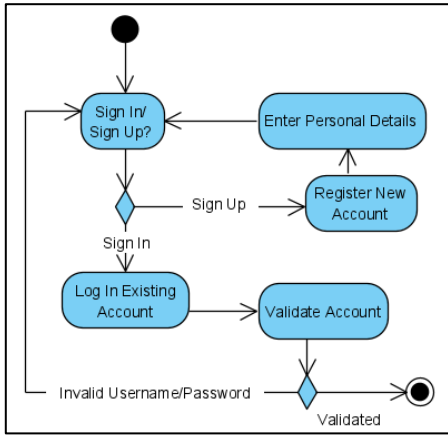 Sign In/
Sign Up?
Enter Personal Details
Sign Up
Register New
Account
Sign In
Log In Existing
Account
Validate Account
Invalid Username/Password
Validated